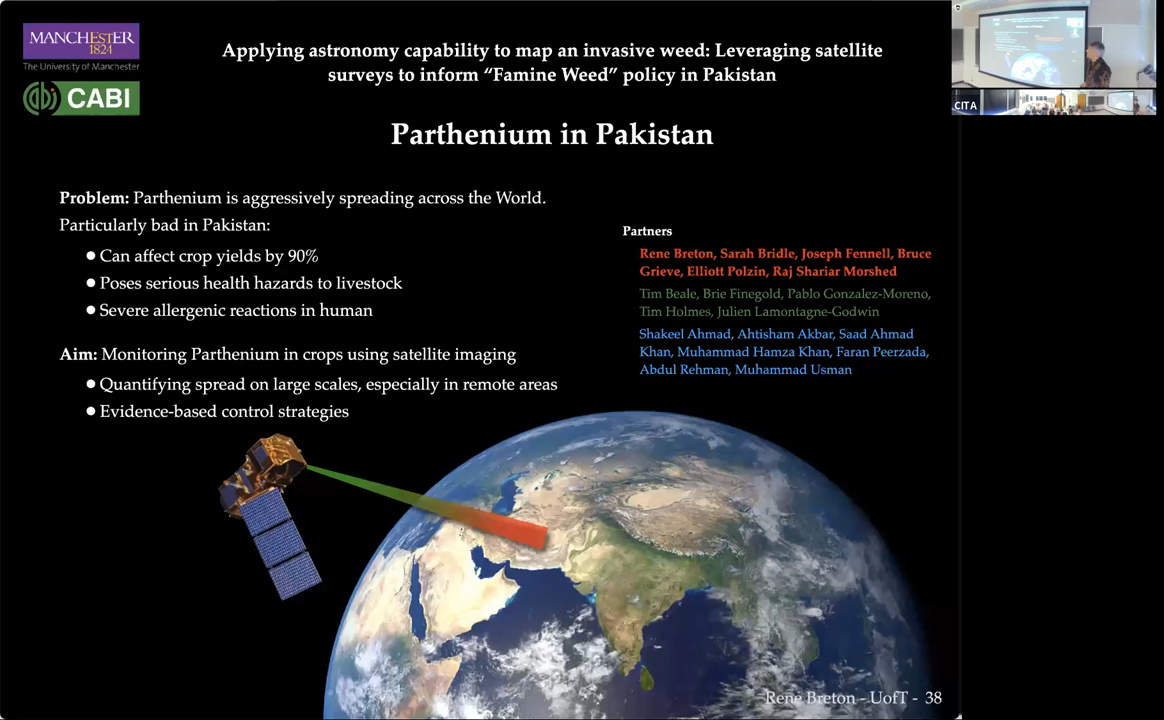 MANCHESTER
1824
The University of Manchester
CABI
Applying astronomy capability to map an invasive weed: Leveraging satellite
surveys to inform “Famine Weed” policy in Pakistan
Parthenium in Pakistan
Problem: Parthenium is aggressively spreading across the World.
Particularly bad in Pakistan:
● Can affect crop yields by 90%
● Poses serious health hazards to livestock
● Severe allergenic reactions in human
Aim: Monitoring Parthenium in crops using satellite imaging
● Quantifying spread on large scales, especially in remote areas
● Evidence-based control strategies
Partners
Rene Breton, Sarah Bridle, Joseph Fennell, Bruce
Grieve, Elliott Polzin, Raj Shariar Morshed
Tim Beale, Brie Finegold, Pablo Gonzalez-Moreno,
Tim Holmes, Julien Lamontagne-Godwin
Shakeel Ahmad, Ahtisham Akbar, Saad Ahmad
Khan, Muhammad Hamza Khan, Faran Peerzada,
Abdul Rehman, Muhammad Usman
Rene Breton - UofT - 38
CITA